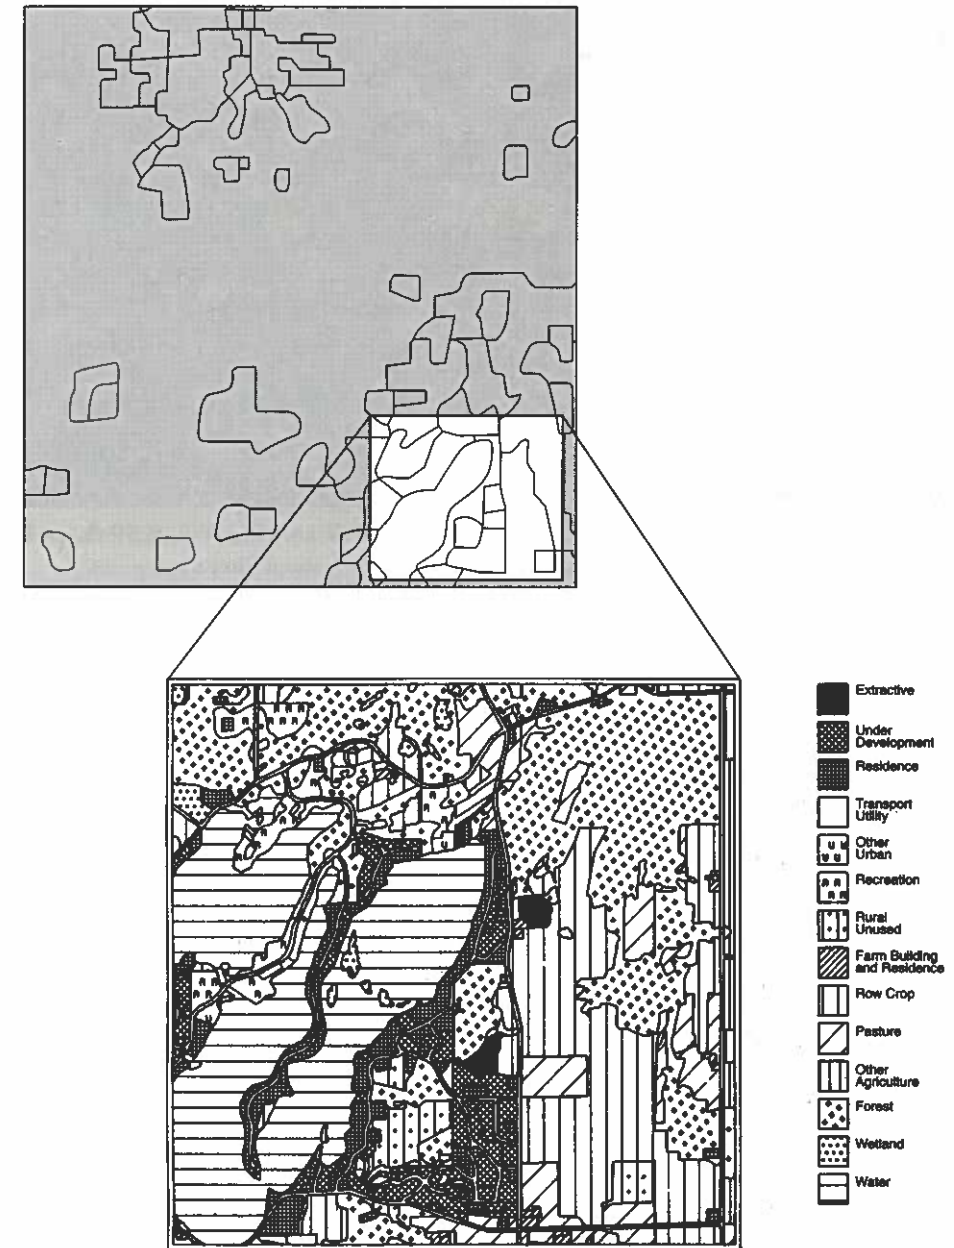 Extractive
Under
Development
Residence
Transport
Utility
Other
Urban
Recreation
Rural
Unused
Farm Building
and Residence
Row Crop
Pasture
Other
Agriculture
Forest
Wetland
Water